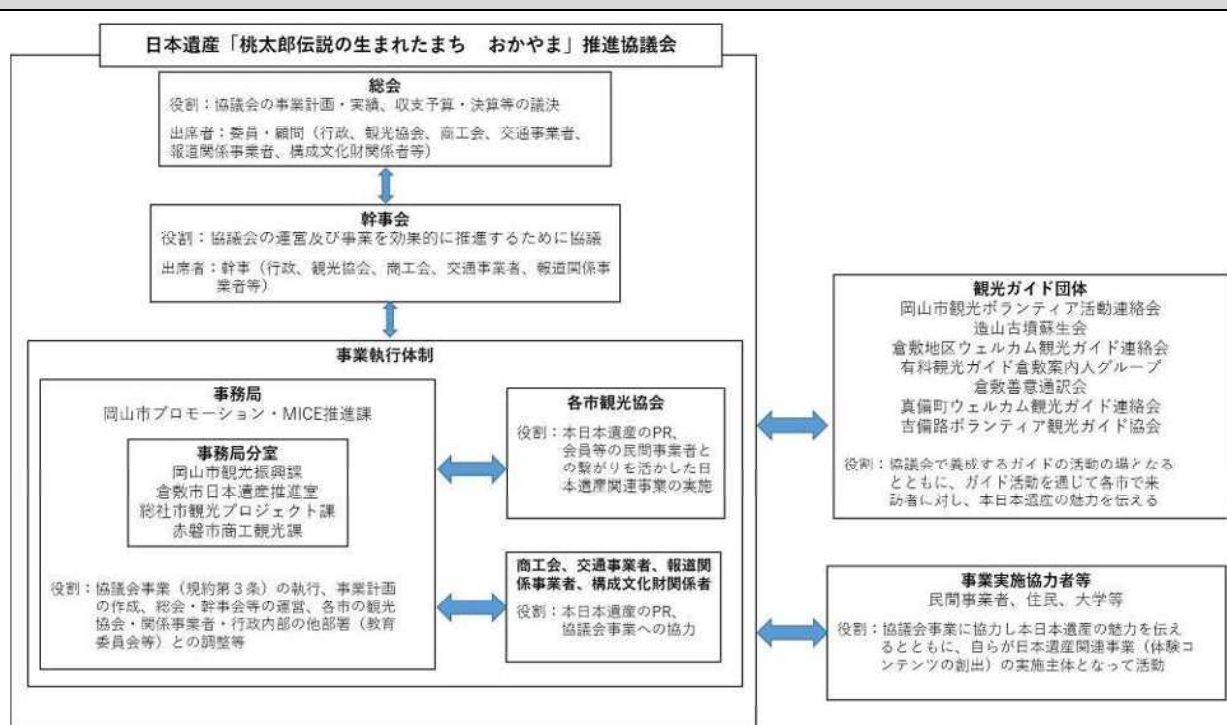 日本遺産「桃太郎伝説の生まれたまち　おかやま」推進協議会
総会
役割：協議会の事業計画・実績、収支予算・決算等の議決
出席者：委員・顧問（行政、観光協会、商工会、交通事業者、
報道関係事業者、構成文化財関係者等）
幹事会
役割：協議会の運営及び事業を効果的に推進するために協議
出席者：幹事（行政、観光協会、商工会、交通事業者、報道関係事
業者等）
事業執行体制
事務局
岡山市プロモーション・MICE推進課
事務局分室
岡山市観光振興課
倉敷市日本遺産推進室
総社市観光プロジェクト課
赤磐市商工観光課
役割：協議会事業（規約第３条）の執行、事業計画
の作成、総会・幹事会等の運営、各市の観光
協会・関係事業者・行政内部の他部署（教育
委員会等）との調整等
各市観光協会
役割：本日本遺産のPR、
会員等の民間事業者と
の繋がりを活かした日
本遺産関連事業の実施
商工会、交通事業者、報道関
係事業者、構成文化財関係者
役割：本日本遺産のPR、
協議会事業への協力
観光ガイド団体
岡山市観光ボランティア活動連絡会
造山古墳蘇生会
倉敷地区ウェルカム観光ガイド連絡会
有料観光ガイド倉敷案内人グループ
倉敷善意通訳会
真備町ウェルカム観光ガイド連絡会
吉備路ボランティア観光ガイド協会
役割：協議会で養成するガイドの活動の場となる
とともに、ガイド活動を通じて各市で来
訪者に対し、本日本遺産の魅力を伝える
事業実施協力者等
民間事業者、住民、大学等
役割：協議会事業に協力し本日本遺産の魅力を伝え
るとともに、自らが日本遺産関連事業（体験コ
ンテンツの創出）の実施主体となって活動